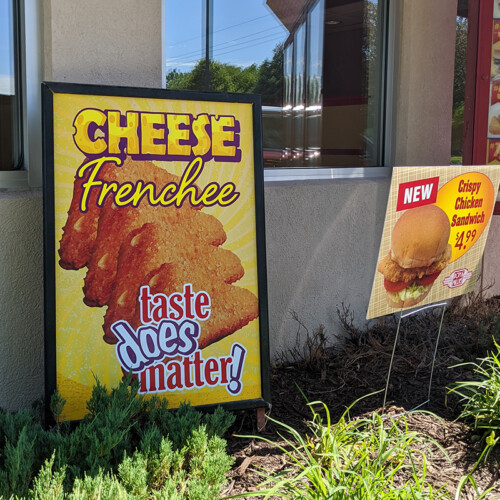 CHEESE
Frenchee
taste
does
matter!
NEW
Crispy
Chicken
Sandwich
$4.99